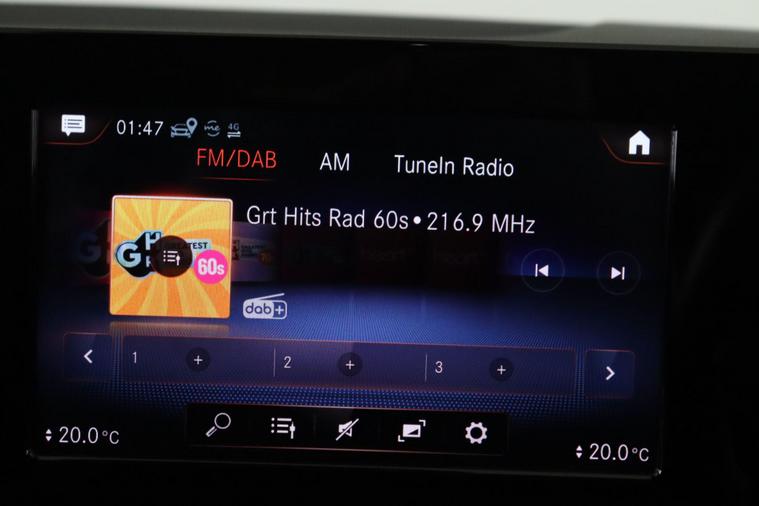 01:47 me 4G
FM/DAB AM TuneIn Radio
Grt Hits Rad 60s•216.9 MHz
60s
dab+
1 + 2 + 3 +
20.0°C 20.0°C